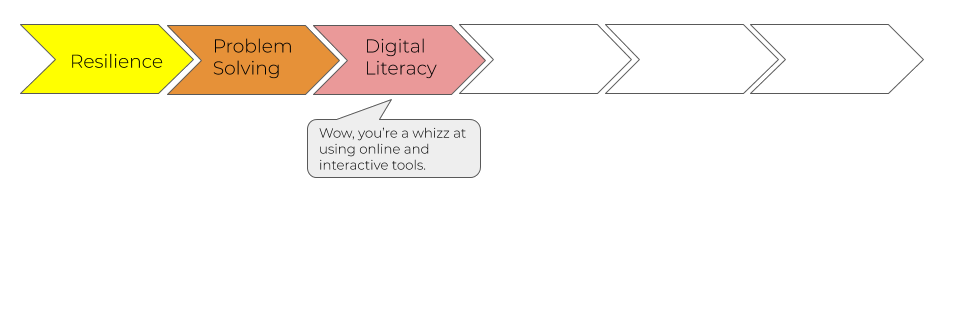 Resilience
Problem
Solving
Digital
Literacy
Wow, you're a whizz at
using online and
interactive tools.